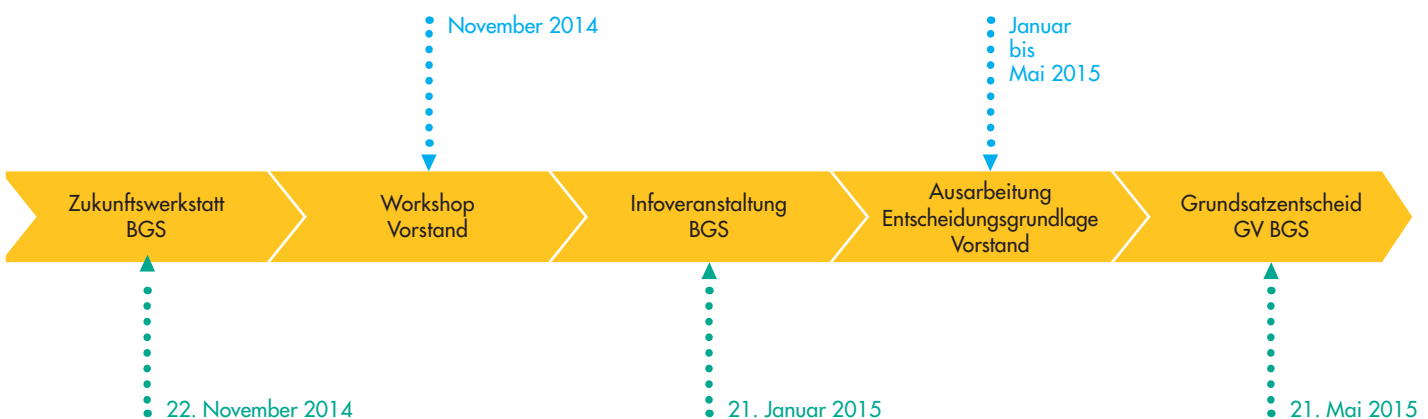 November 2014
Januar
bis
Mai 2015
Zukunftswerkstatt
BGS
Workshop
Vorstand
Infoveranstaltung
BGS
Ausarbeitung
Entscheidungsgrundlage
Vorstand
Grundsatzentscheid
GV BGS
22. November 2014
21. Januar 2015
21. Mai 2015